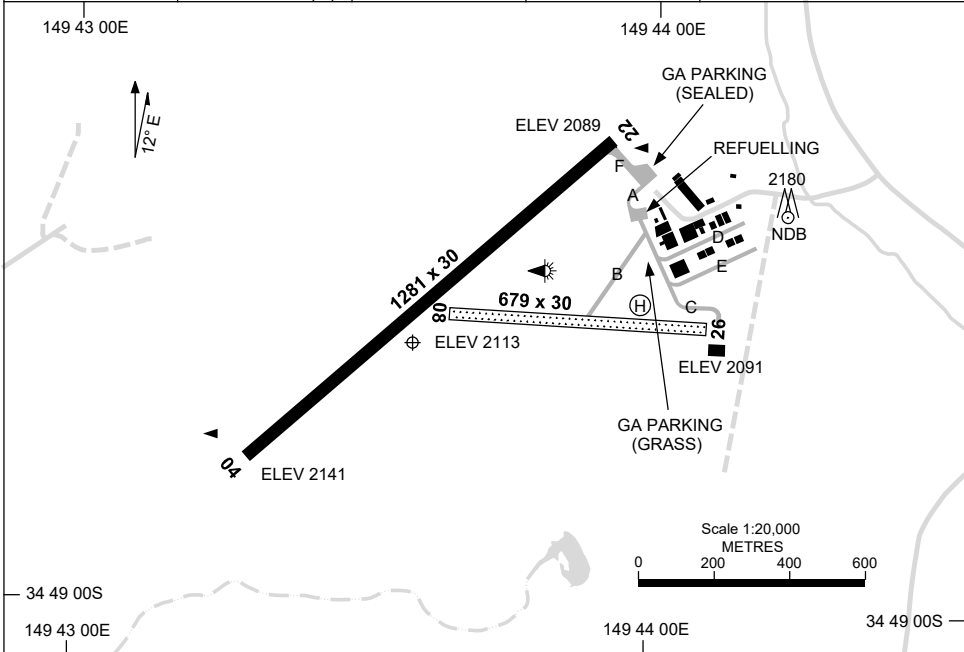 149 43 00E
149 44 00E
12° E
GA PARKING
(SEALED)
ELEV 2089
22
REFUELLING
F
A
2180
NDB
D
E
B
1281 x 30
679 x 30
08
H
C
26
ELEV 2113
ELEV 2091
GA PARKING
(GRASS)
04
ELEV 2141
Scale 1:20,000
METRES
0 200 400 600
34 49 00S
34 49 00S
149 43 00E
149 44 00E